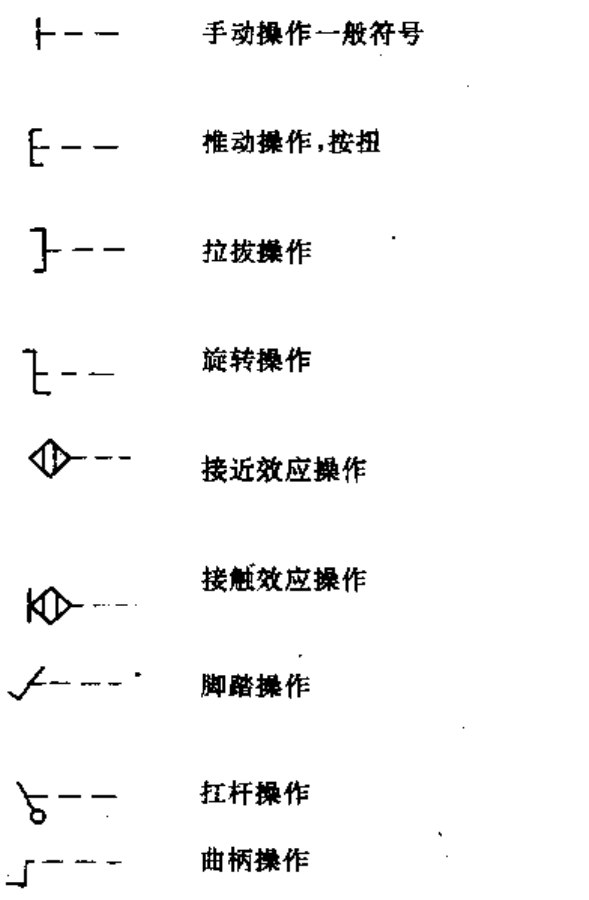 手动操作一般符号
推动操作,按扭
拉拔操作
旋转操作
接近效应操作
接触效应操作
脚踏操作
扛杆操作
曲柄操作